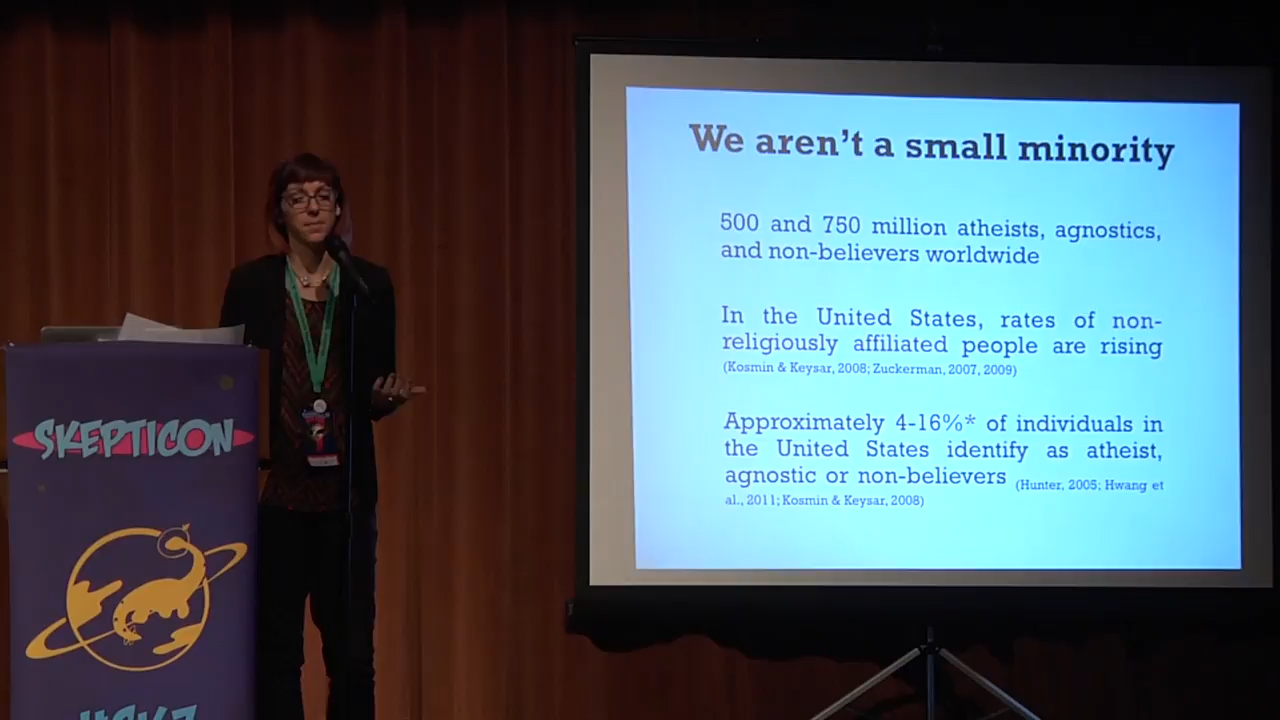 We aren't a small minority
500 and 750 million atheists, agnostics,
and non-believers worldwide
In the United States, rates of non-
religiously affiliated people are rising
(Kosmin & Keysar, 2008; Zuckerman, 2007, 2009)
Approximately 4-16%* of individuals in
the United States identify as atheist,
agnostic or non-believers (Hunter, 2005; Hwang et
al., 2011; Kosmin & Keysar, 2008)
SKEPTICON